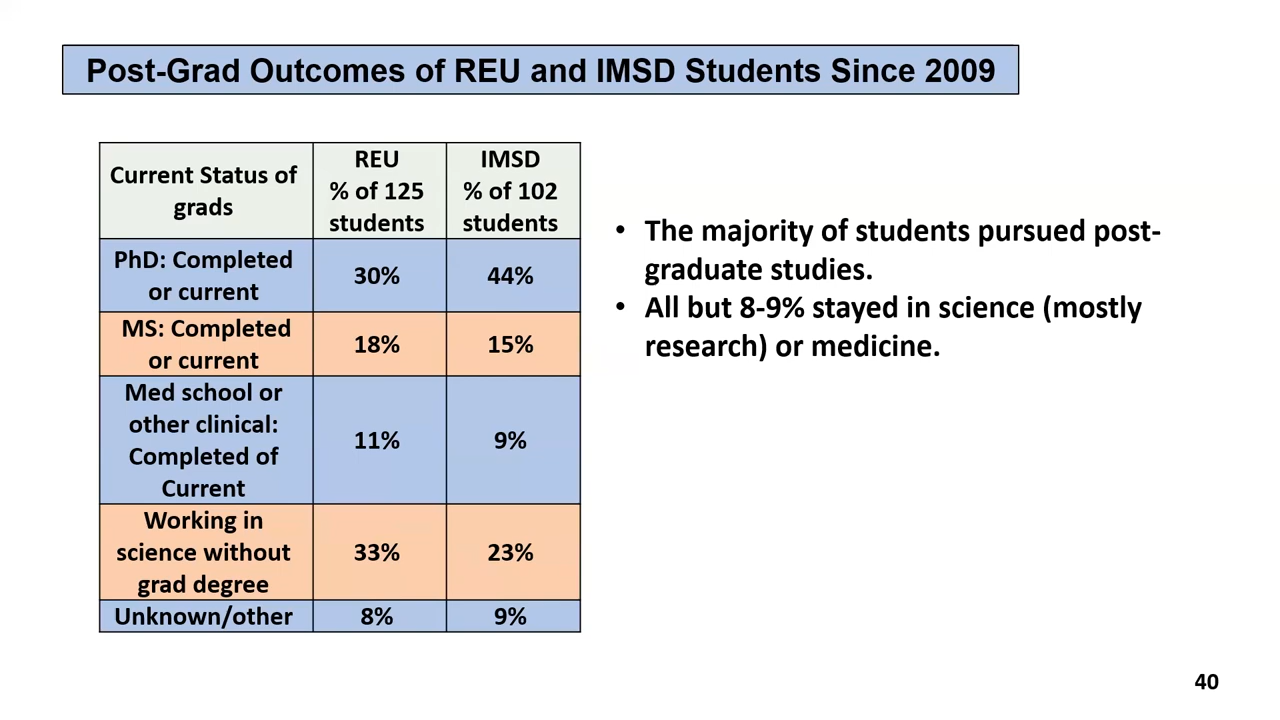 Post-Grad Outcomes of REU and IMSD Students Since 2009
Current Status of
grads
REU
% of 125
students
IMSD
% of 102
students
PhD: Completed
or current
30%
44%
MS: Completed
or current
18%
15%
Med school or
other clinical:
Completed of
Current
11%
9%
Working in
science without
grad degree
33%
23%
Unknown/other
8%
9%
• The majority of students pursued post-
graduate studies.
• All but 8-9% stayed in science (mostly
research) or medicine.
40